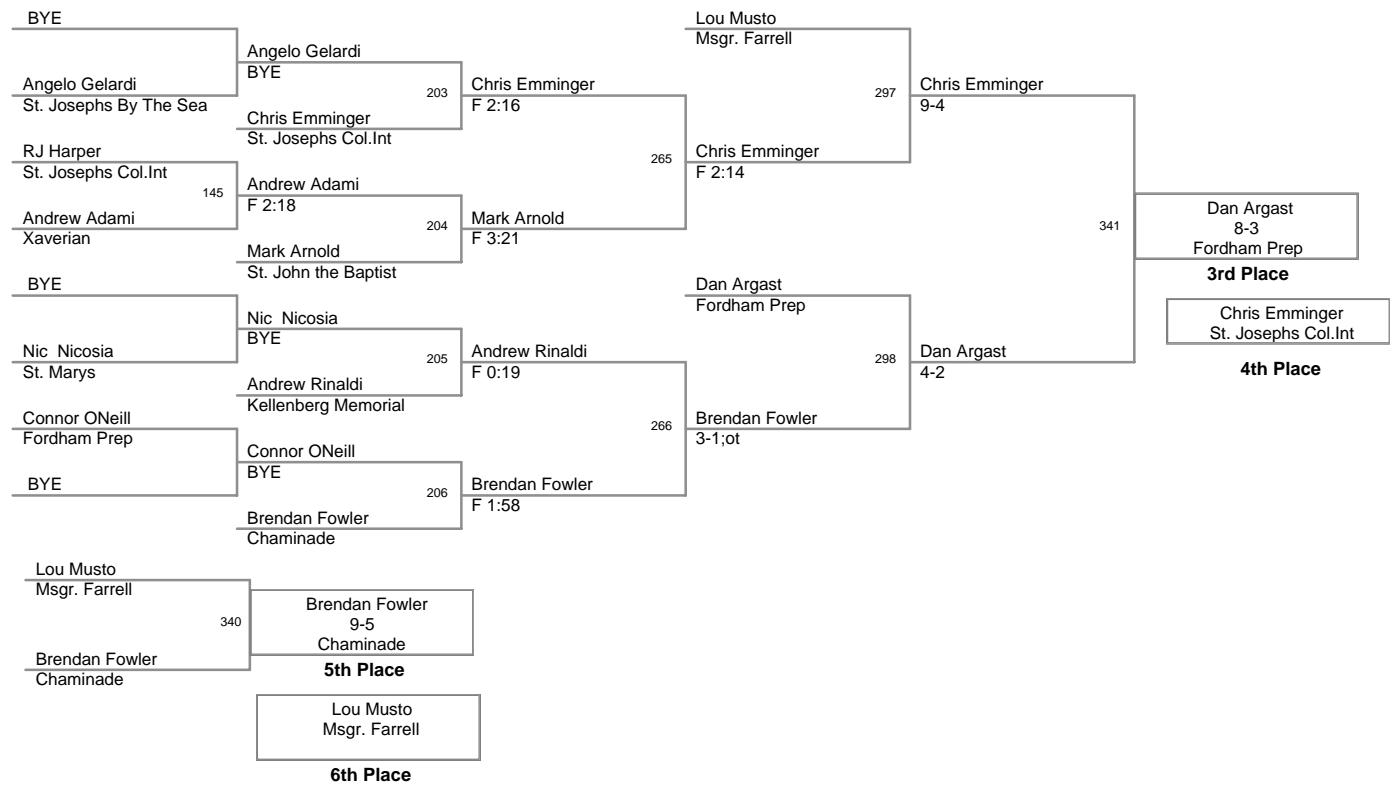 BYE
Angelo Gelardi
St. Josephs By The Sea
RJ Harper
St. Josephs Col.Int
145
Andrew Adami
Xaverian
BYE
Nic  Nicosia
St. Marys
Connor ONeill
Fordham Prep
BYE
Angelo Gelardi
BYE
203
Chris Emminger
St. Josephs Col.Int
Andrew Adami
F 2:18
204
Mark Arnold
St. John the Baptist
Nic  Nicosia
BYE
205
Andrew Rinaldi
Kellenberg Memorial
Connor ONeill
BYE
206
Brendan Fowler
Chaminade
Chris Emminger
F 2:16
265
Mark Arnold
F 3:21
Andrew Rinaldi
F 0:19
266
Brendan Fowler
F 1:58
Lou Musto
Msgr. Farrell
297
Chris Emminger
F 2:14
Dan Argast
Fordham Prep
298
Brendan Fowler
3-1;ot
Chris Emminger
9-4
341
Dan Argast
4-2
Dan Argast
8-3
Fordham Prep
3rd Place
Chris Emminger
St. Josephs Col.Int
4th Place
Lou Musto
Msgr. Farrell
340
Brendan Fowler
Chaminade
Brendan Fowler
9-5
Chaminade
5th Place
Lou Musto
Msgr. Farrell
6th Place